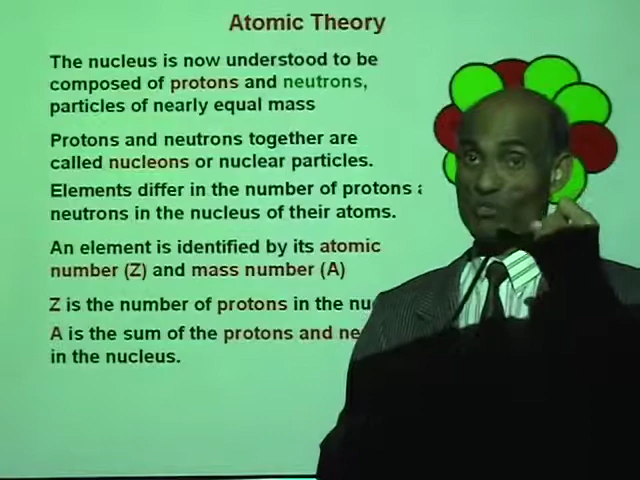 Atomic Theory
The nucleus is now understood to be
composed of protons and neutrons,
particles of nearly equal mass
Protons and neutrons together are
called nucleons or nuclear particles.
Elements differ in the number of protons
neutrons in the nucleus of their atoms.
An element is identified by its atomic
number (Z) and mass number (A)
Z is the number of protons in the nu
A is the sum of the protons and ne
in the nucleus.